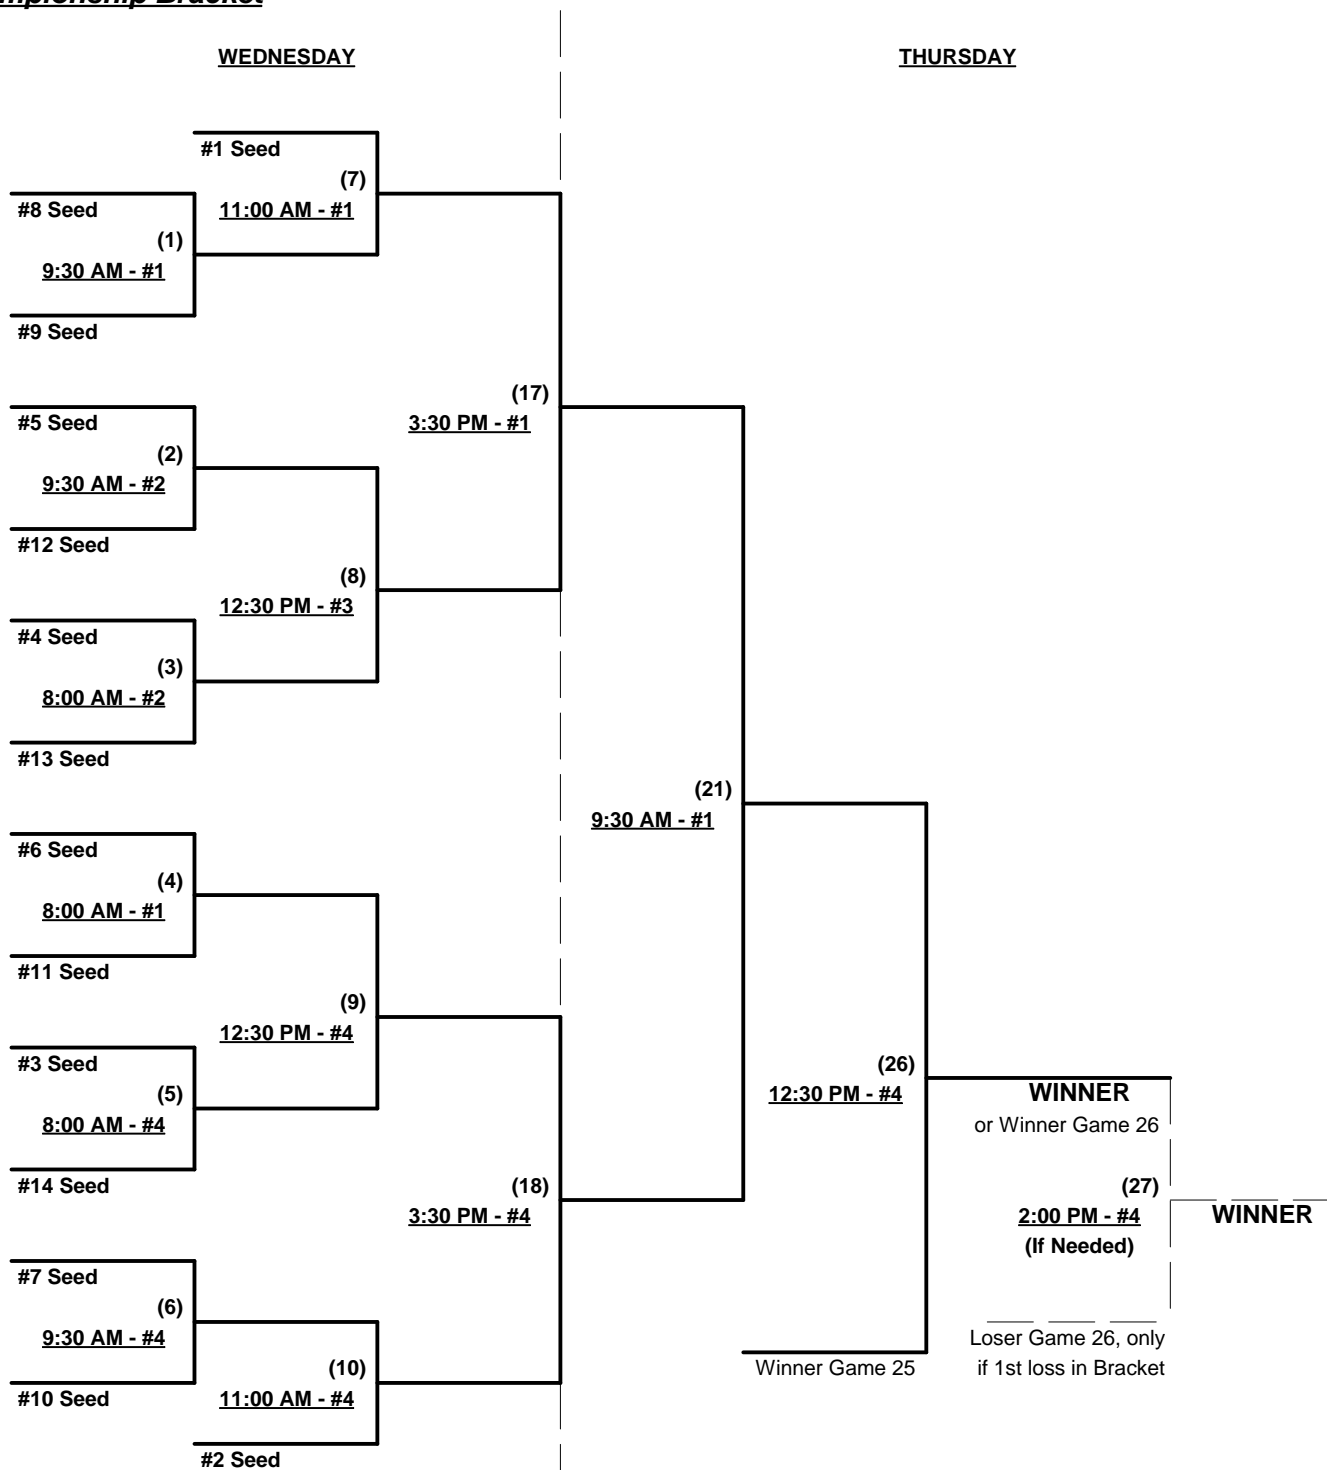 Bracket
WEDNESDAY
THURSDAY
#1 Seed
(7)
11:00 AM - #1
#8 Seed
(1)
9:30 AM - #1
#9 Seed
#5 Seed
(2)
9:30 AM - #2
#12 Seed
(17)
3:30 PM - #1
(8)
12:30 PM - #3
#4 Seed
(3)
8:00 AM - #2
#13 Seed
(21)
9:30 AM - #1
#6 Seed
(4)
8:00 AM - #1
#11 Seed
(9)
12:30 PM - #4
#3 Seed
(5)
8:00 AM - #4
#14 Seed
(26)
12:30 PM - #4
WINNER
or Winner Game 26
(18)
3:30 PM - #4
(27)
2:00 PM - #4
(If Needed)
WINNER
#7 Seed
(6)
9:30 AM - #4
#10 Seed
(10)
11:00 AM - #4
#2 Seed
Winner Game 25
Loser Game 26, only
if 1st loss in Bracket